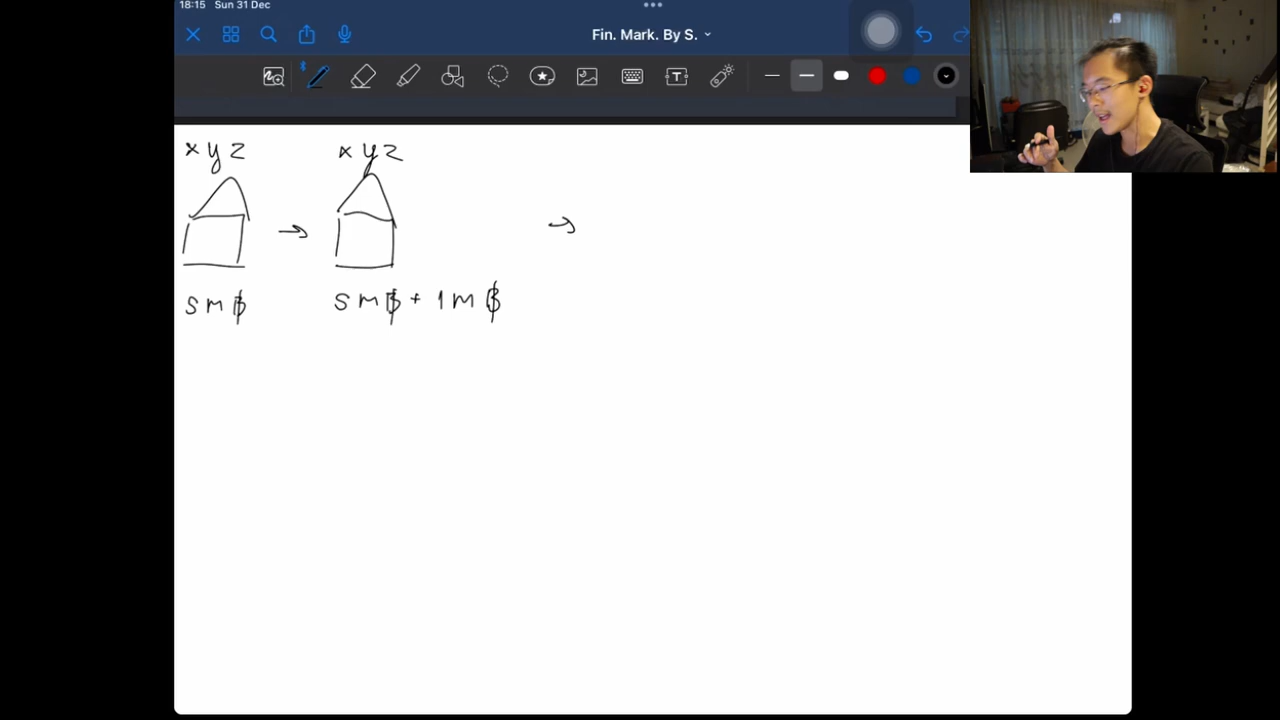 18:15 Sun 31 Dec
Fin. Mark. By S.
x y z
x y z
→
→
5 M ฿
5 M ฿ + 1 M ฿